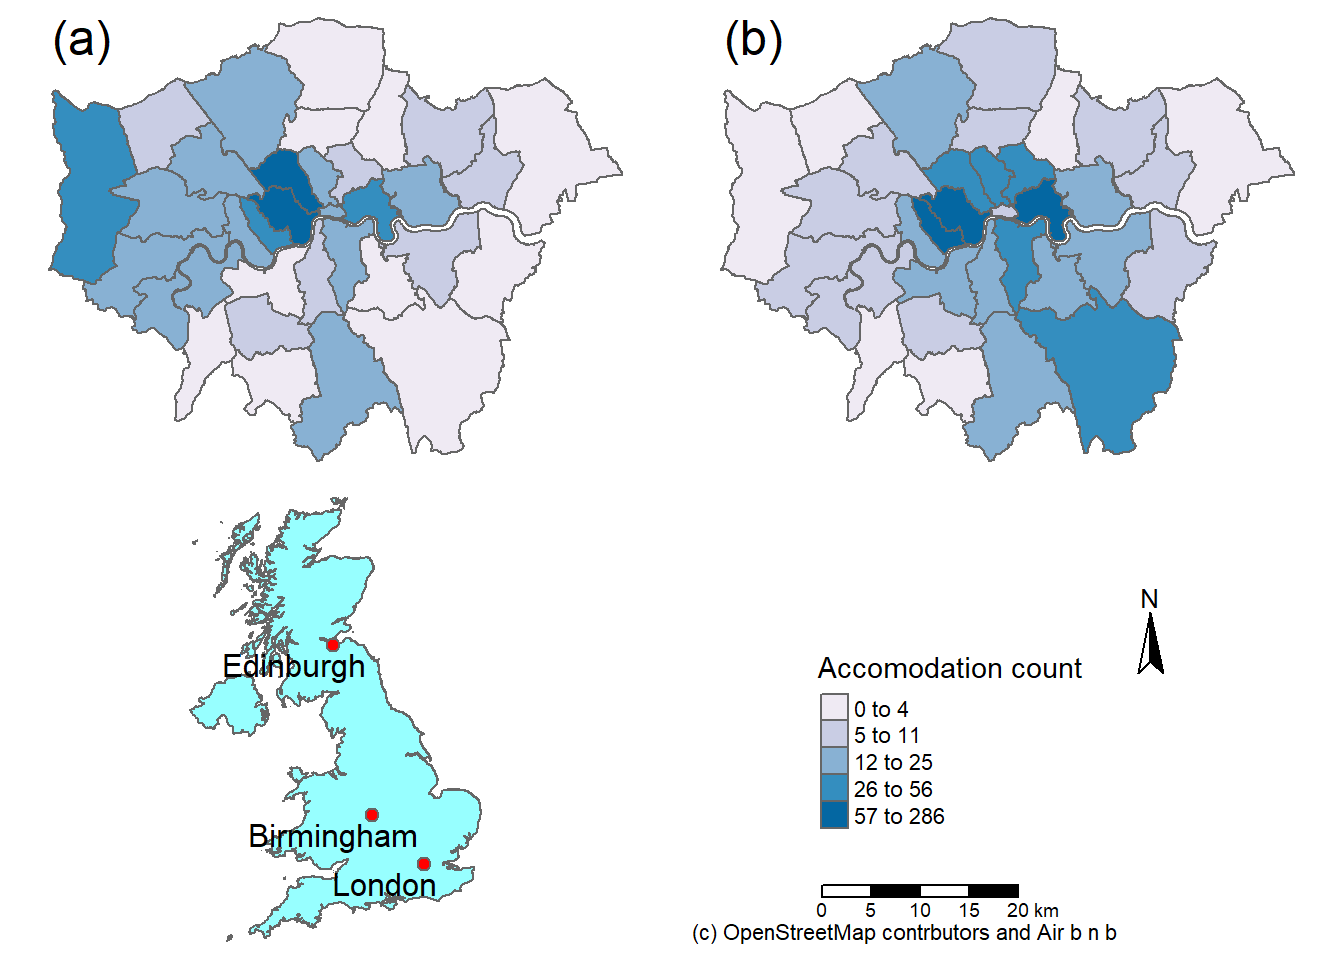 (a)
(b)
Edinburgh
Birmingham
London
N
Accomodation count
0 to 4
5 to 11
12 to 25
26 to 56
57 to 286
0 5 10 15 20 km
(c) OpenStreetMap contrbutors and Air b n b